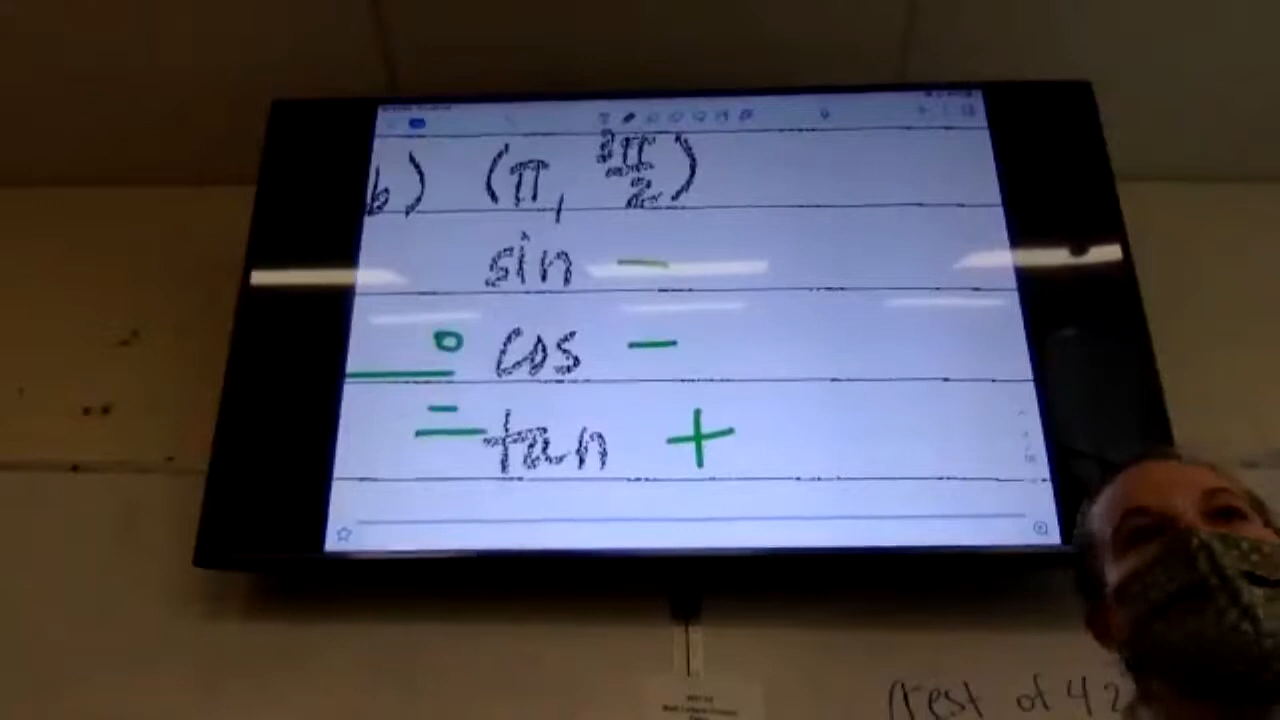 b) (π, 3π/2)
sin −
cos −
tan +
(rest of 42